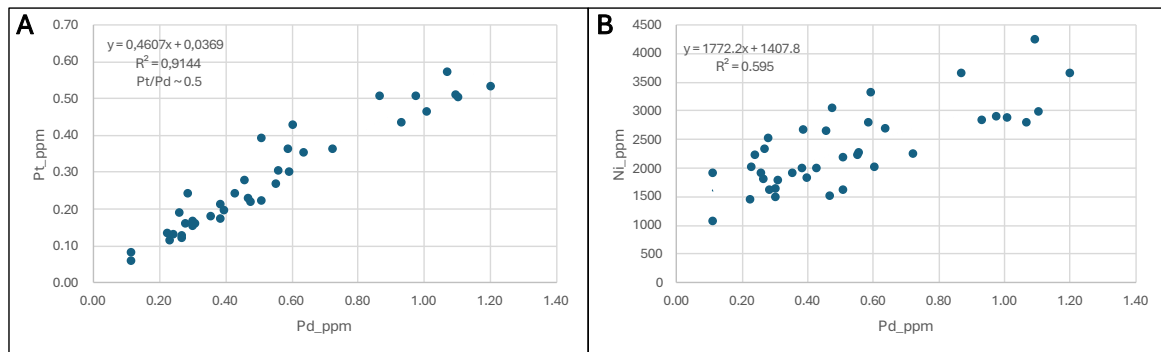 A
y = 0,4607x + 0,0369
R² = 0,9144
Pt/Pd ~ 0.5
Pt_ppm
0.70
0.60
0.50
0.40
0.30
0.20
0.10
0.00
0.00 0.20 0.40 0.60 0.80 1.00 1.20 1.40
Pd_ppm
B
y = 1772.2x + 1407.8
R² = 0.595
Ni_ppm
4500
4000
3500
3000
2500
2000
1500
1000
500
0
0.00 0.20 0.40 0.60 0.80 1.00 1.20 1.40
Pd_ppm